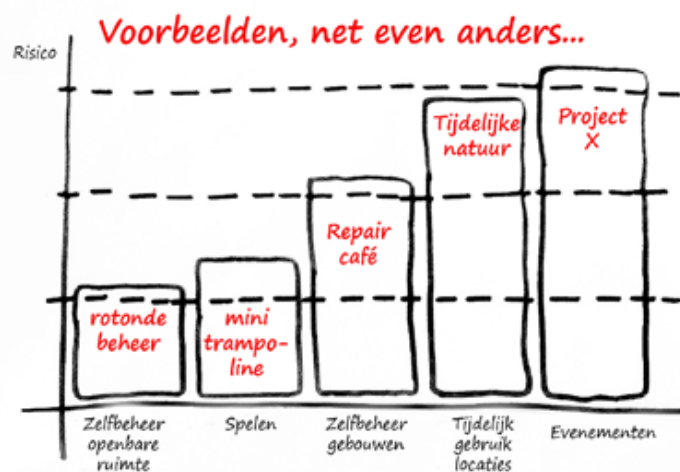 Voorbeelden, net even anders...
Risico
rotonde
beheer
mini
trampo-
line
Repair
café
Tijdelijke
natuur
Project
X
Zelfbeheer
openbare
ruimte
Spelen
Zelfbeheer
gebouwen
Tijdelijk
gebruik
locaties
Evenementen